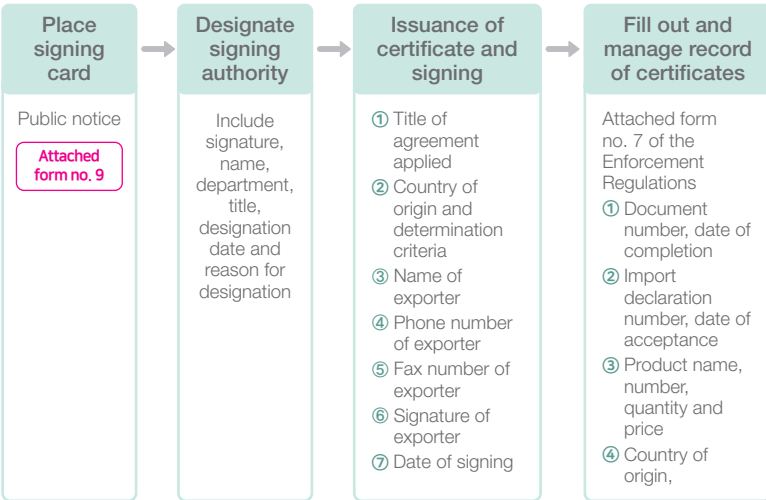 Place
signing
card
Public notice
Attached
form no. 9
Designate
signing
authority
Include
signature,
name,
department,
title,
designation
date and
reason for
designation
Issuance of
certificate and
signing
① Title of
agreement
applied
② Country of
origin and
determination
criteria
③ Name of
exporter
④ Phone number
of exporter
⑤ Fax number of
exporter
⑥ Signature of
exporter
⑦ Date of signing
Fill out and
manage record
of certificates
Attached form
no. 7 of the
Enforcement
Regulations
① Document
number, date of
completion
② Import
declaration
number, date of
acceptance
③ Product name,
number,
quantity and
price
④ Country of
origin,